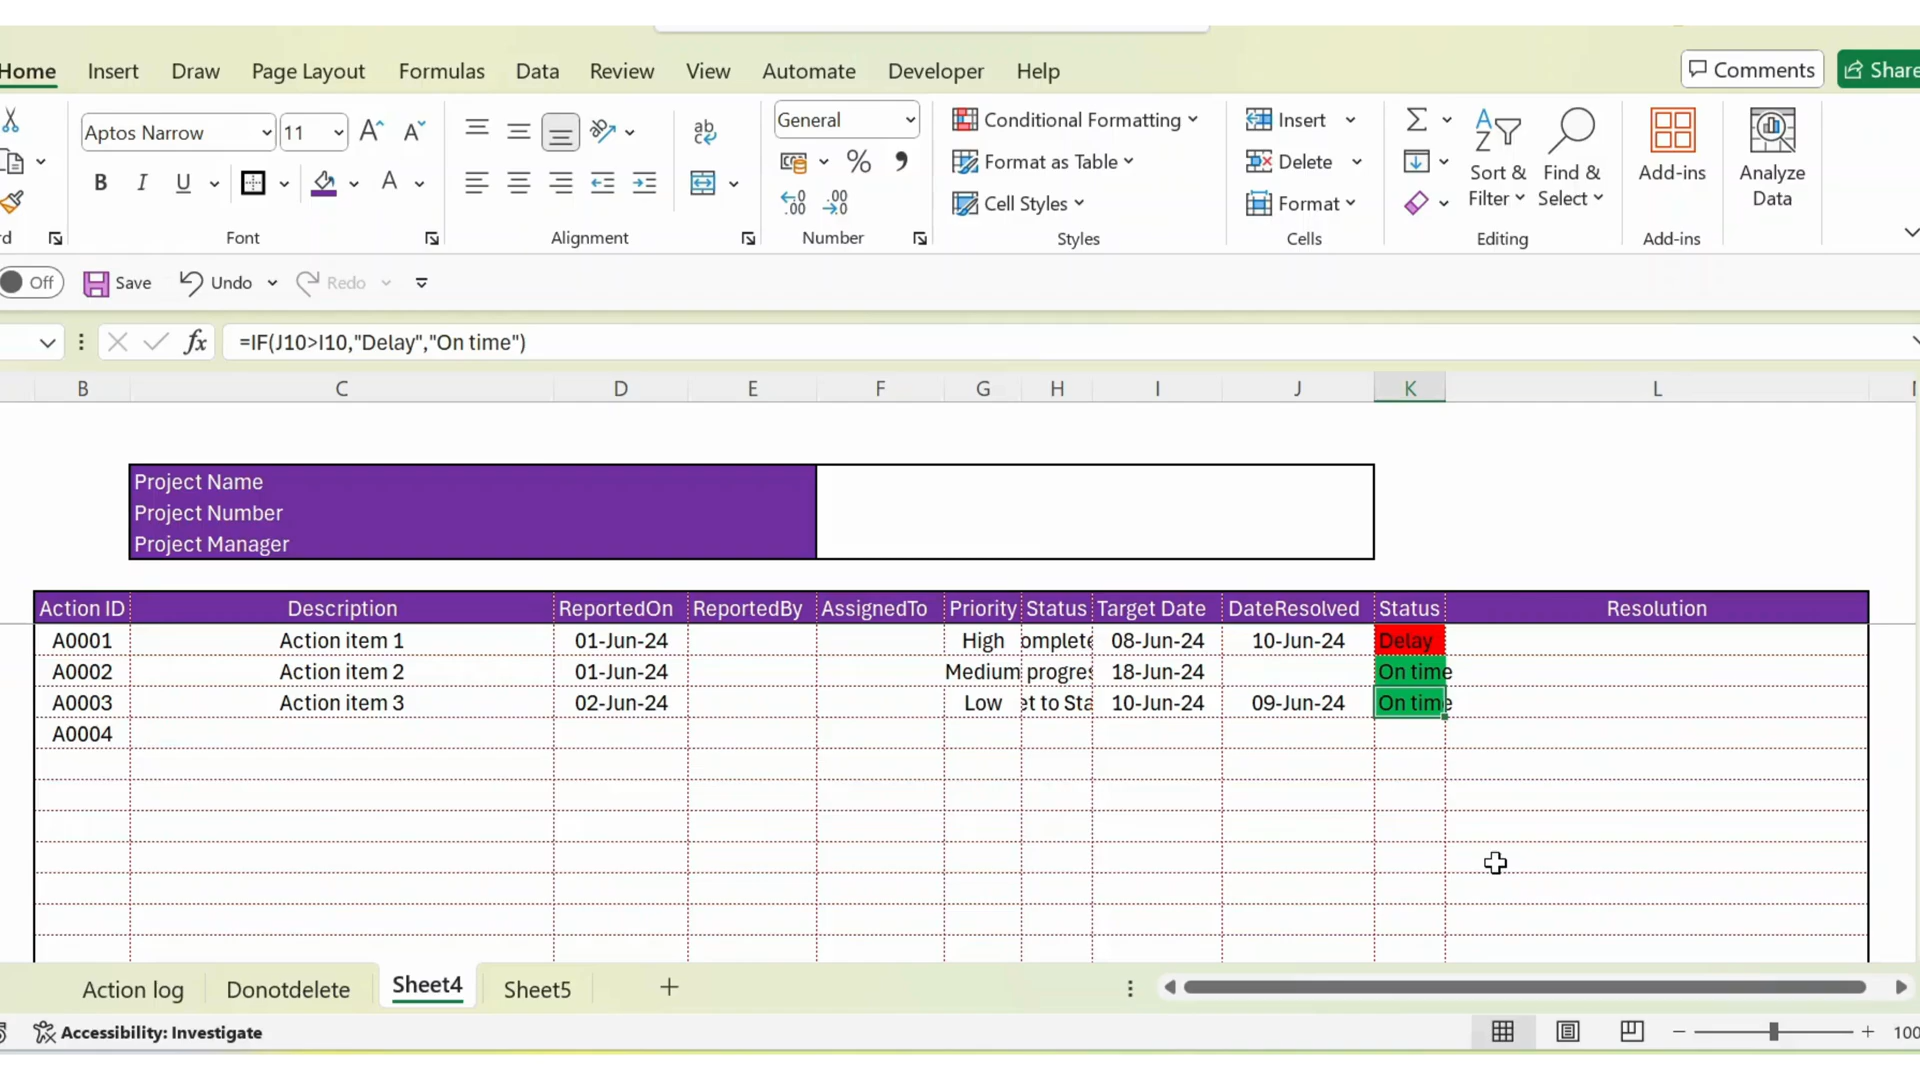 Home Insert Draw Page Layout Formulas Data Review View Automate Developer Help Comments Share
Aptos Narrow 11 General Conditional Formatting Insert
Format as Table Delete Sort & Find & Add-ins Analyze
B I U A % Filter Select Data
Cell Styles Format
Font Alignment Number Styles Cells Editing Add-ins
Off Save Undo Redo
fx =IF(J10>I10,"Delay","On time")
B C D E F G H I J K L
Project Name
Project Number
Project Manager
Action ID Description ReportedOn ReportedBy AssignedTo Priority Status Target Date DateResolved Status Resolution
A0001 Action item 1 01-Jun-24 High omplete 08-Jun-24 10-Jun-24 Delay
A0002 Action item 2 01-Jun-24 Medium progres 18-Jun-24 On time
A0003 Action item 3 02-Jun-24 Low et to Sta 10-Jun-24 09-Jun-24 On time
A0004
Action log Donotdelete Sheet4 Sheet5 +
Accessibility: Investigate 100